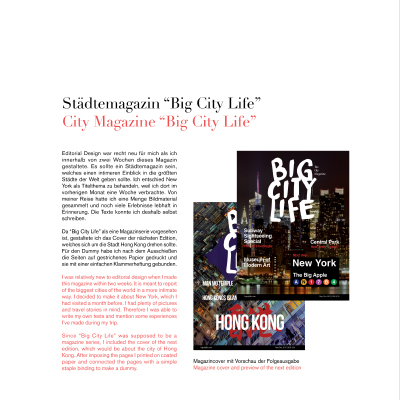 Städtemagazin “Big City Life”
City Magazine “Big City Life”
Editorial Design war recht neu für mich als ich
innerhalb von zwei Wochen dieses Magazin
gestaltete. Es sollte ein Städtemagazin sein,
welches einen intimeren Einblick in die größten
Städte der Welt geben sollte. Ich entschied New
York als Titelthema zu behandeln, weil ich dort im
vorherigen Monat eine Woche verbrachte. Von
meiner Reise hatte ich eine Menge Bildmaterial
gesammelt und noch viele Erlebnisse lebhaft in
Erinnerung. Die Texte konnte ich deshalb selbst
schreiben.
Da “Big City Life” als eine Magazinserie vorgesehen
ist, gestaltete ich das Cover der nächsten Edition,
welches sich um die Stadt Hong Kong drehen sollte.
Für den Dummy habe ich nach dem Ausschießen
die Seiten auf gestrichenes Papier gedruckt und
sie mit einer einfachen Klammerheftung gebunden.
I was relatively new to editorial design when I made
this magazine within two weeks. It is meant to report
of the biggest cities of the world in a more intimate
way. I decided to make it about New York, which I
had visited a month before. I had plenty of pictures
and travel stories in mind. Therefore I was able to
write my own texts and mention some experiences
I've made during my trip.
Since “Big City Life” was supposed to be a
magazine series, I included the cover of the next
edition, which would be about the city of Hong
Kong. After imposing the pages I printed on coated
paper and connected the pages with a simple
staple binding to make a dummy.
BIG
CITY
LIFE
Subway
Sightseeing
Special
Museum of
Modern Art
Central Park
New York
The Big Apple
MAN MO TEMPLE
HONG KONG ISLAND
HONG KONG
Magazincover mit Vorschau der Folgeausgabe
Magazine cover and preview of the next edition